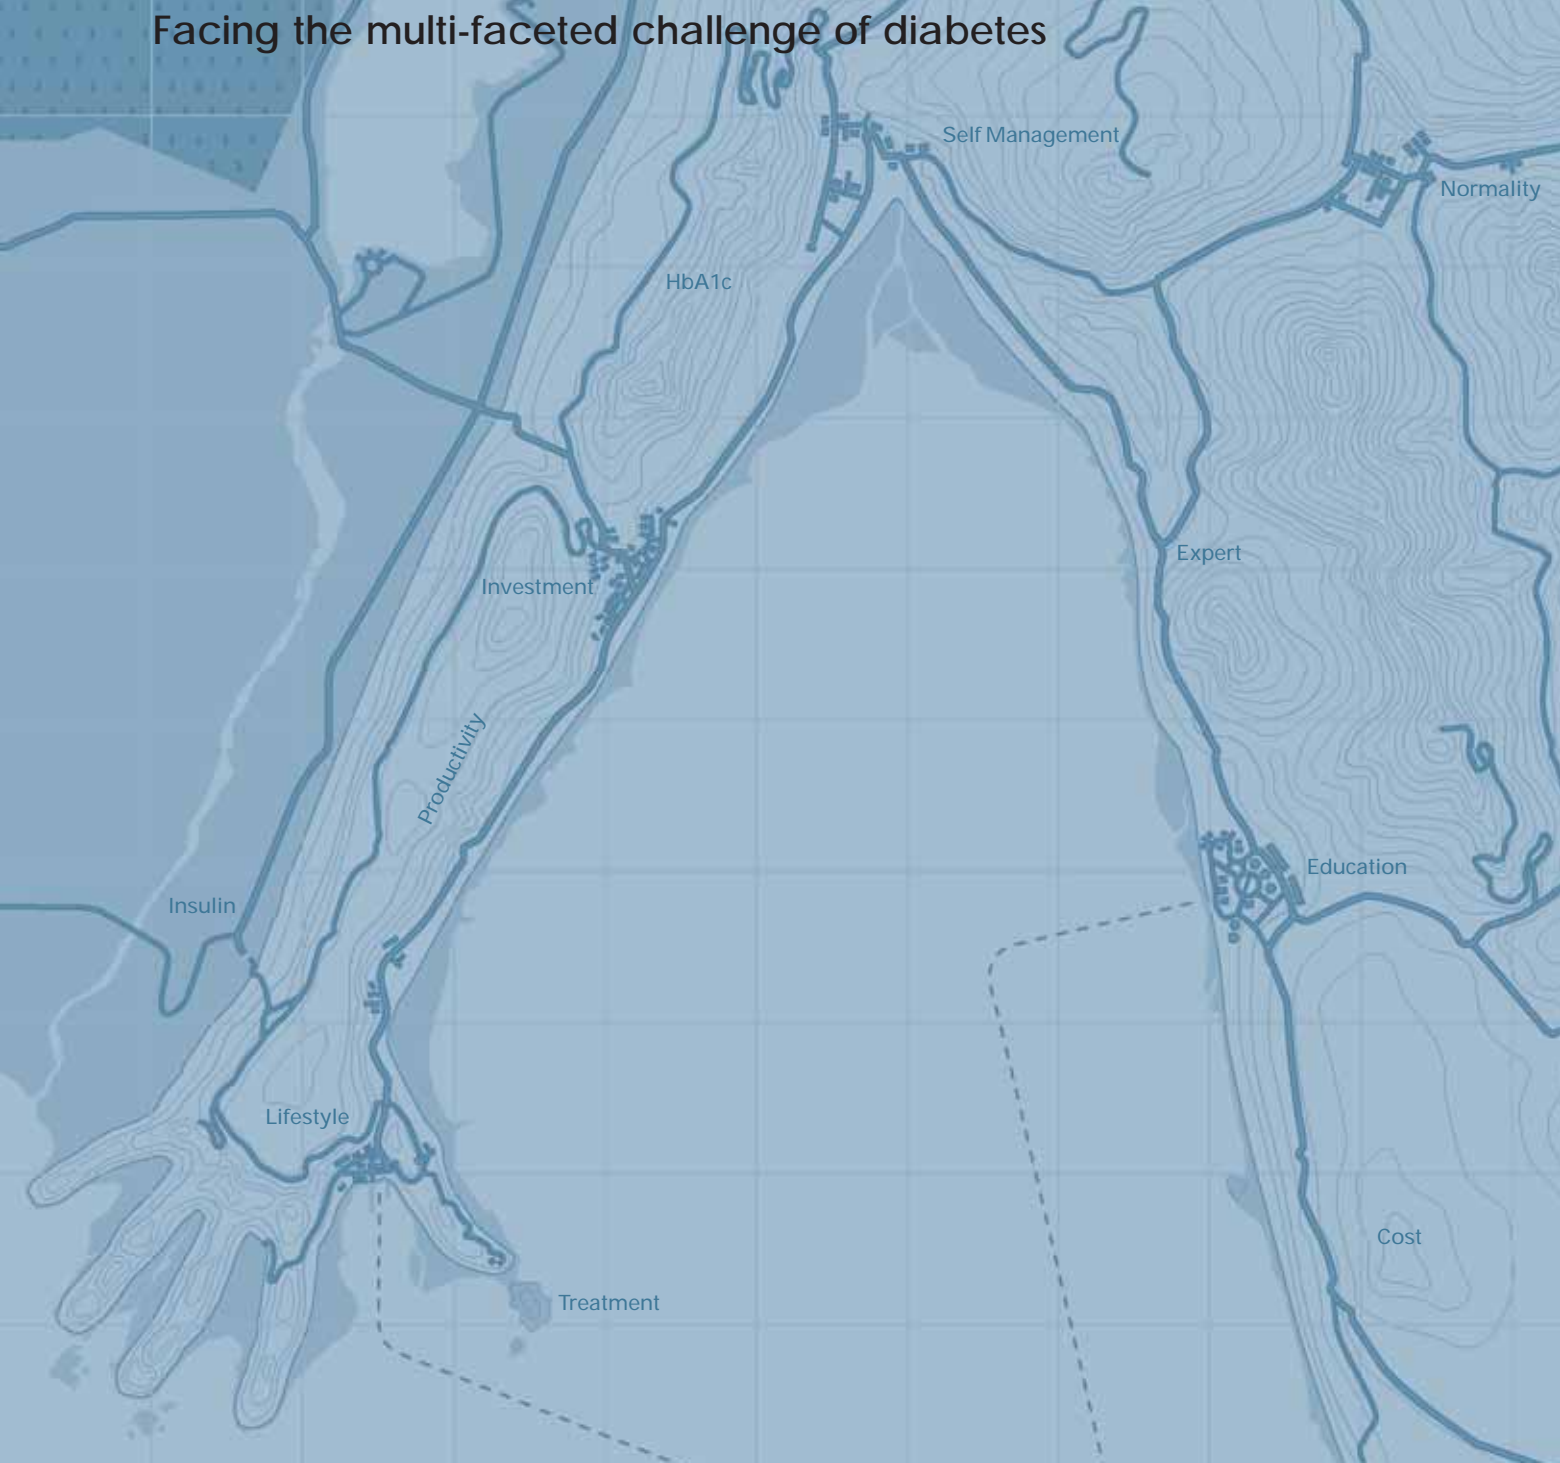 Facing the multi-faceted challenge of diabetes
Self Management
Normality
HbA1c
Expert
Investment
Productivity
Education
Insulin
Lifestyle
Cost
Treatment